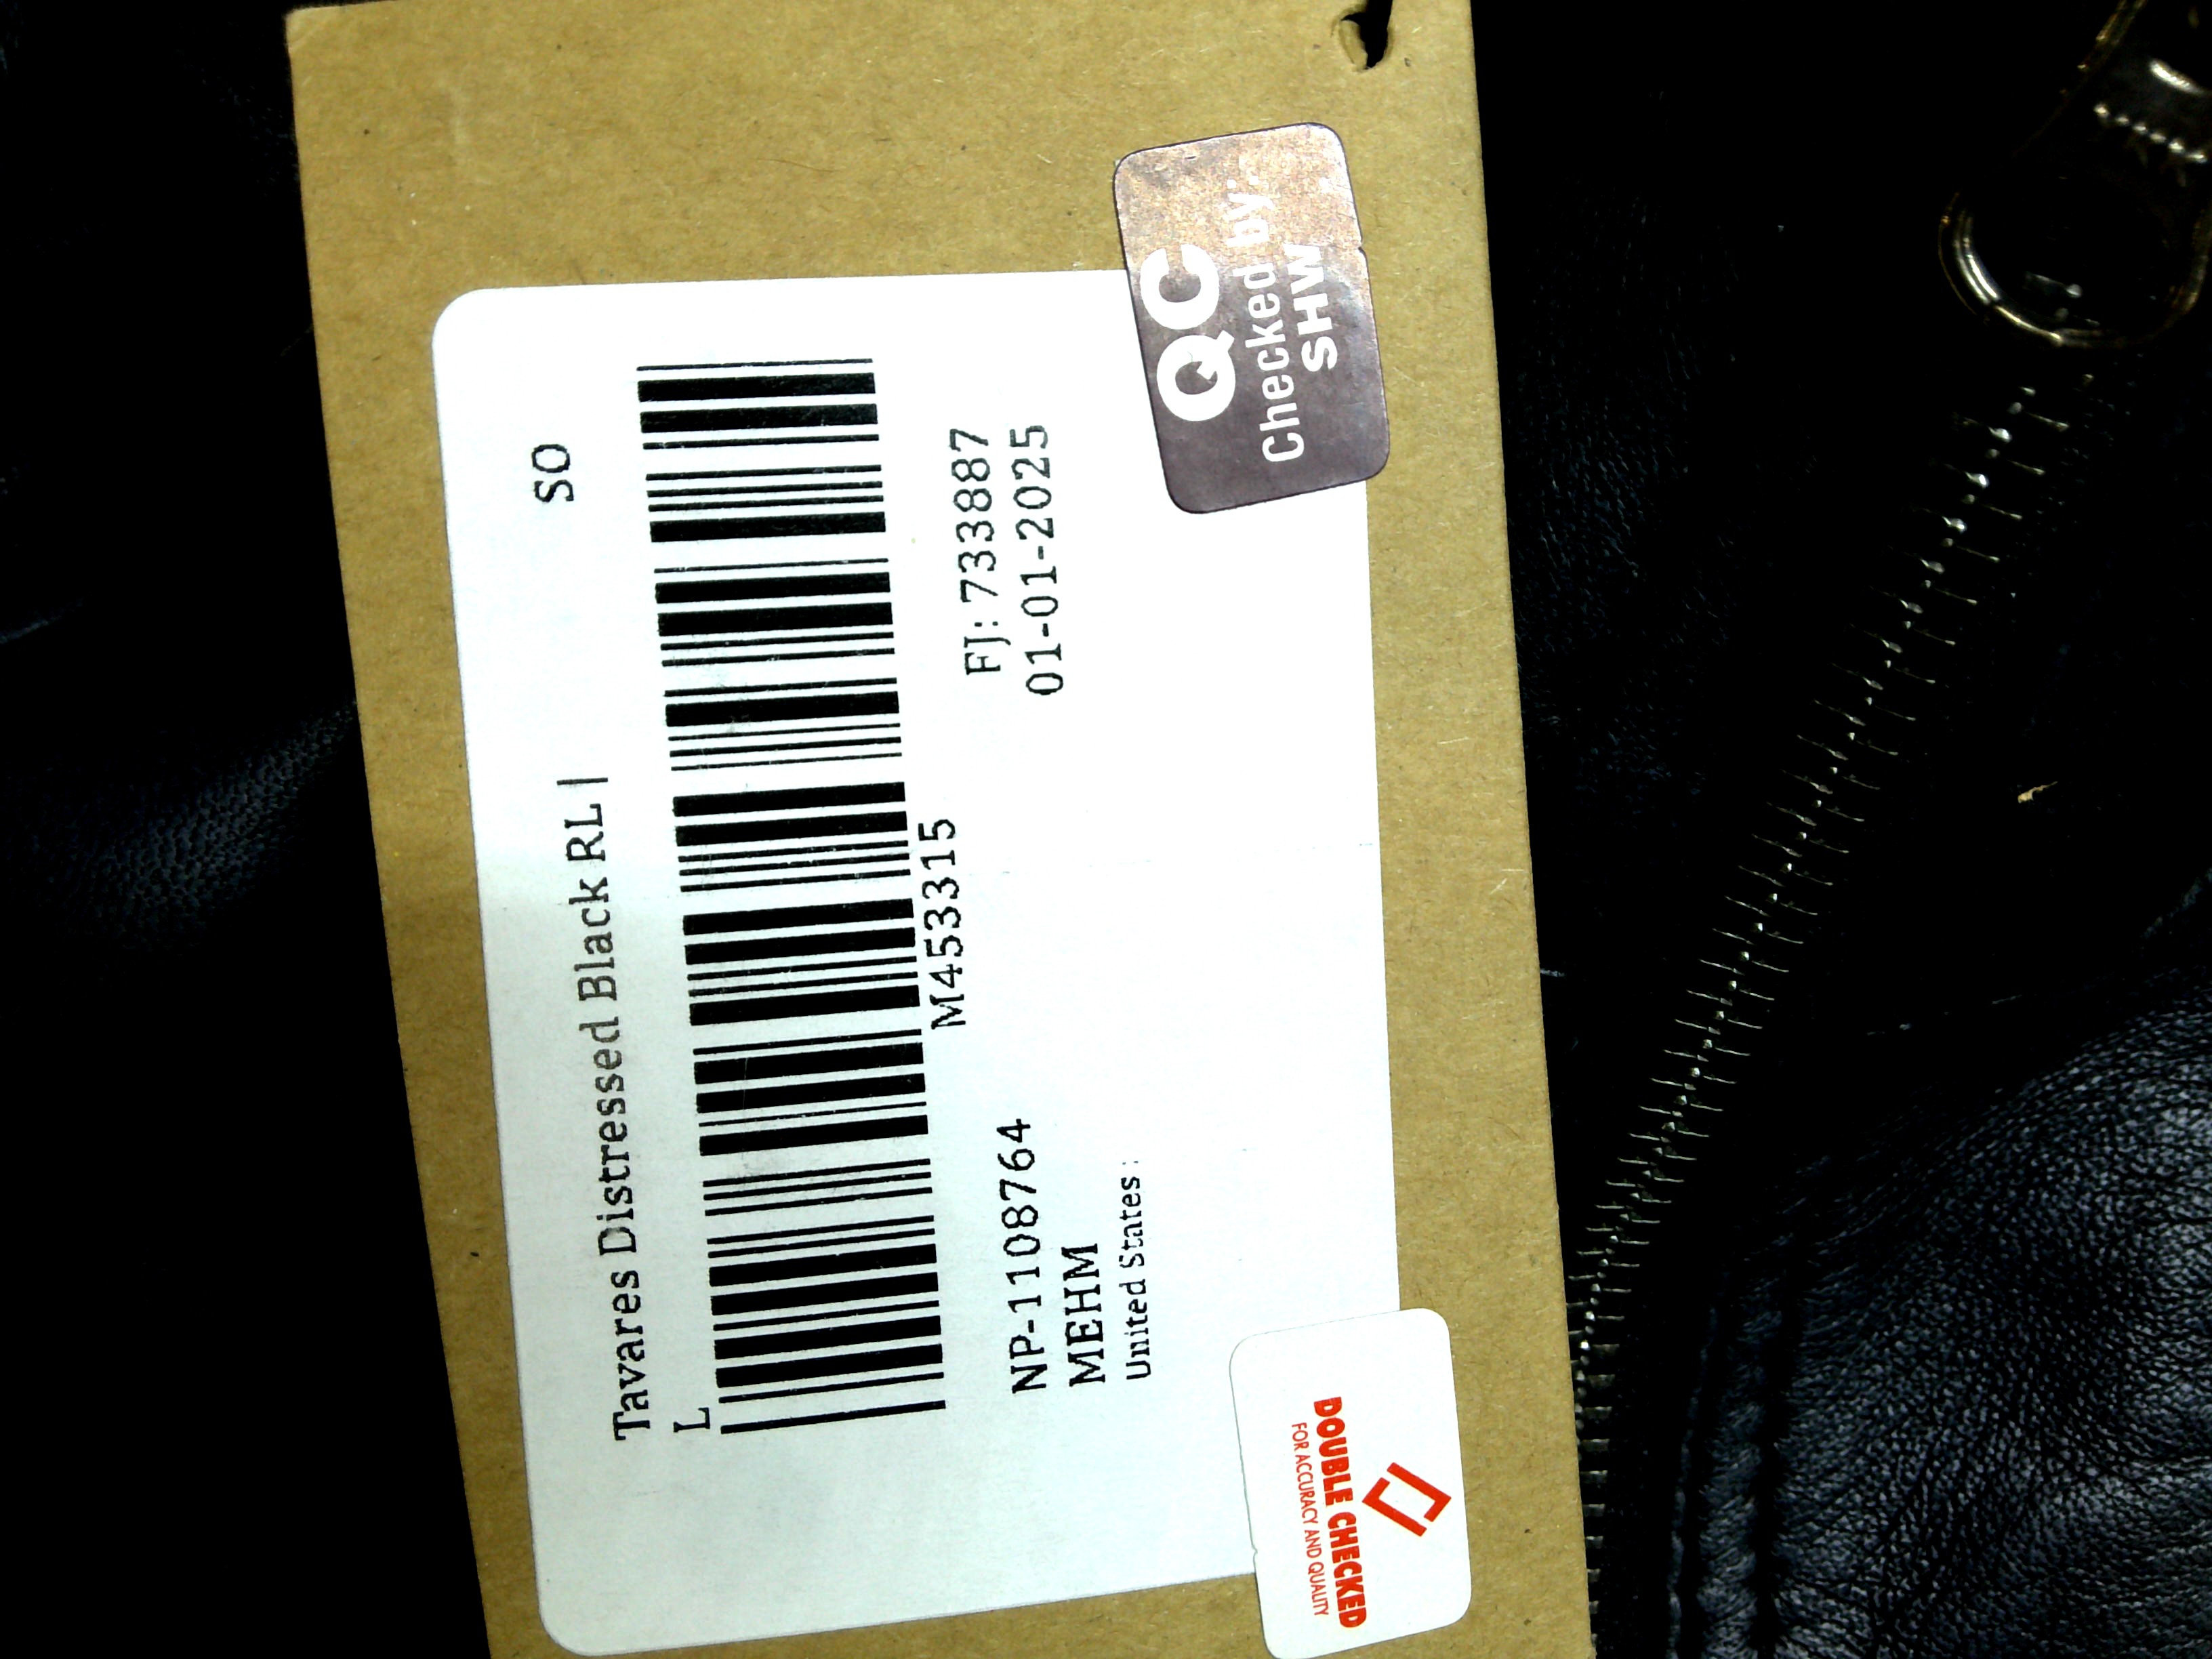 SO
Tavares Distressed Black RL |
L
M453315
FJ: 733887
01-01-2025
NP-1108764
MEHM
United States :
QC
Checked by:
SHW
DOUBLE CHECKED
FOR ACCURACY AND QUALITY